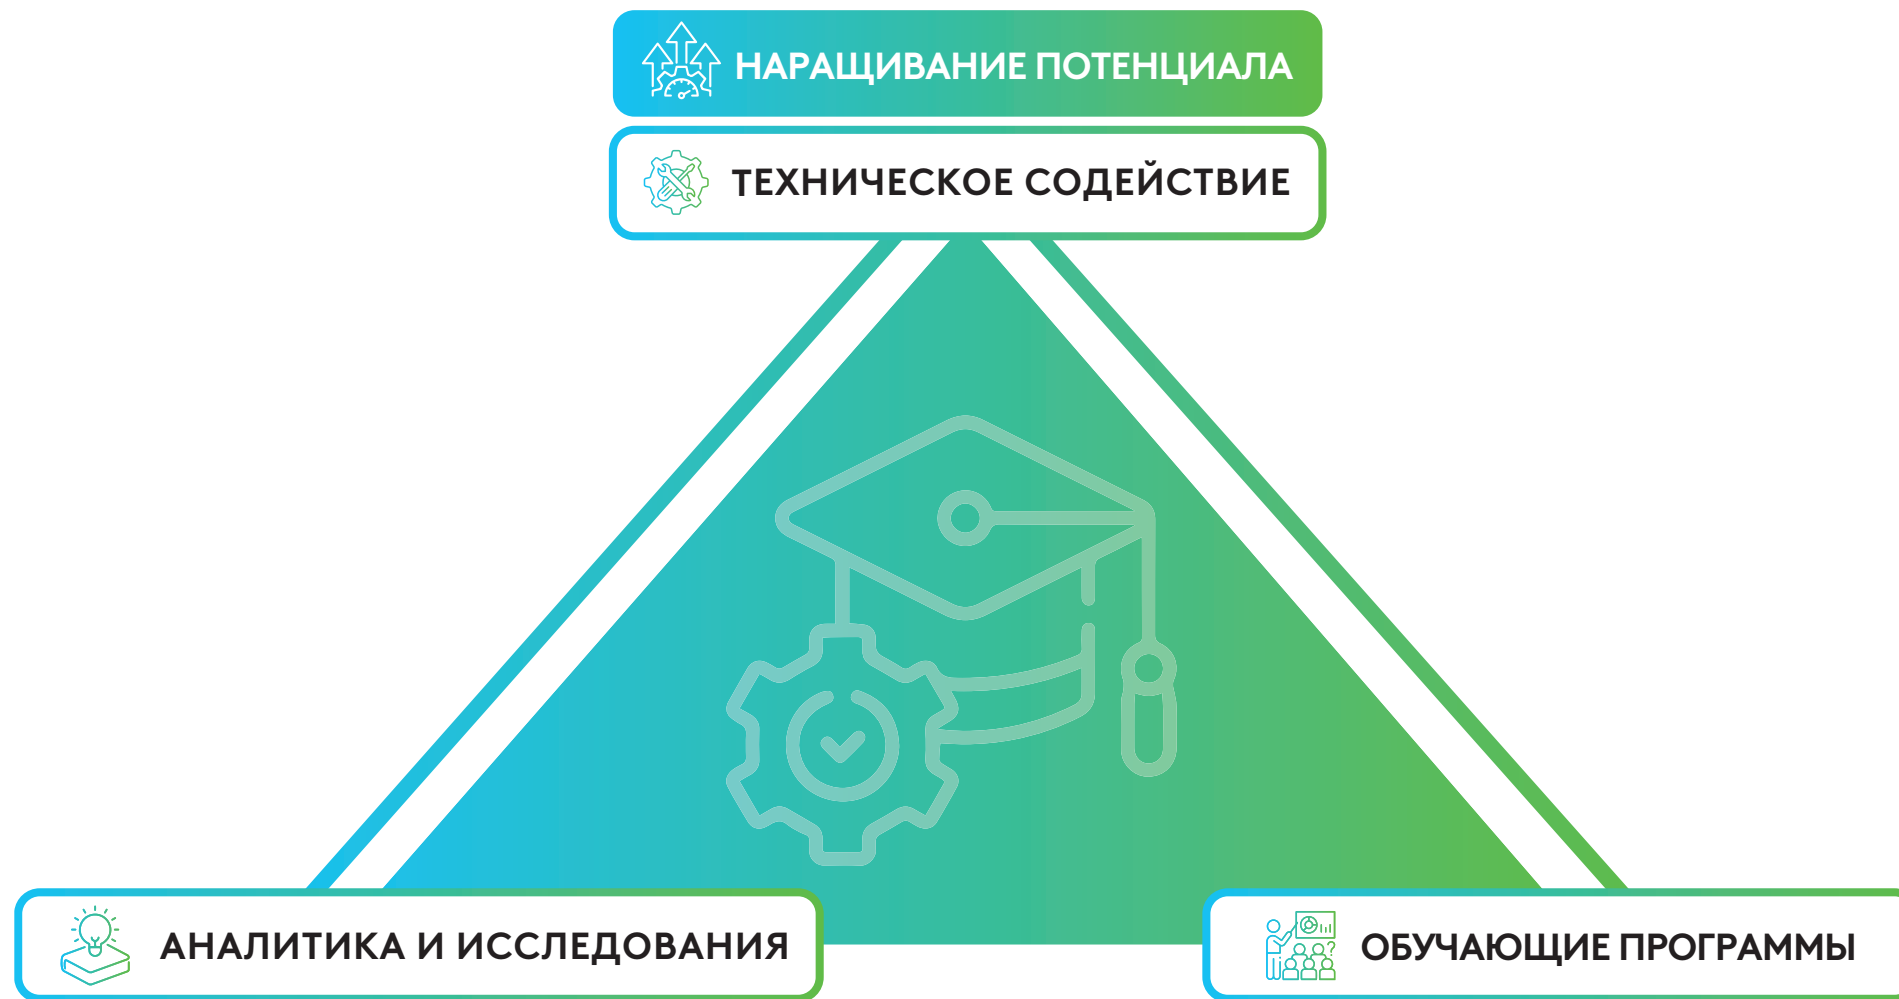 НАРАЩИВАНИЕ ПОТЕНЦИАЛА
ТЕХНИЧЕСКОЕ СОДЕЙСТВИЕ
АНАЛИТИКА И ИССЛЕДОВАНИЯ
ОБУЧАЮЩИЕ ПРОГРАММЫ